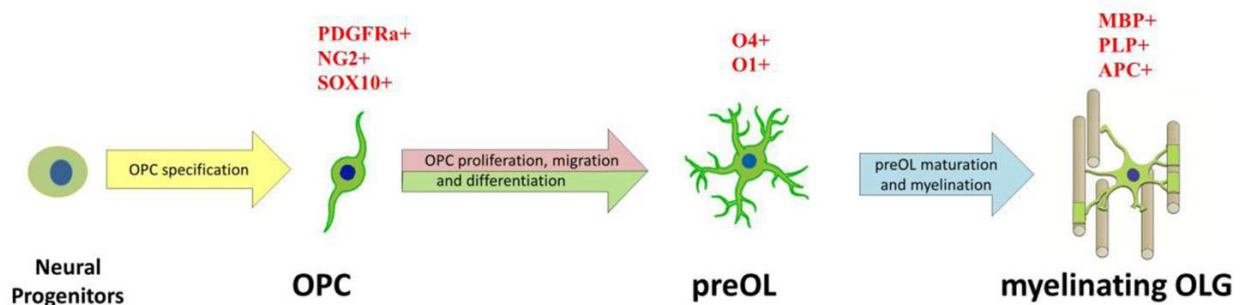 PDGFRa+
NG2+
SOX10+
O4+
O1+
MBP+
PLP+
APC+
OPC specification
OPC proliferation, migration
and differentiation
preOL maturation
and myelination
Neural
Progenitors
OPC
preOL
myelinating OLG